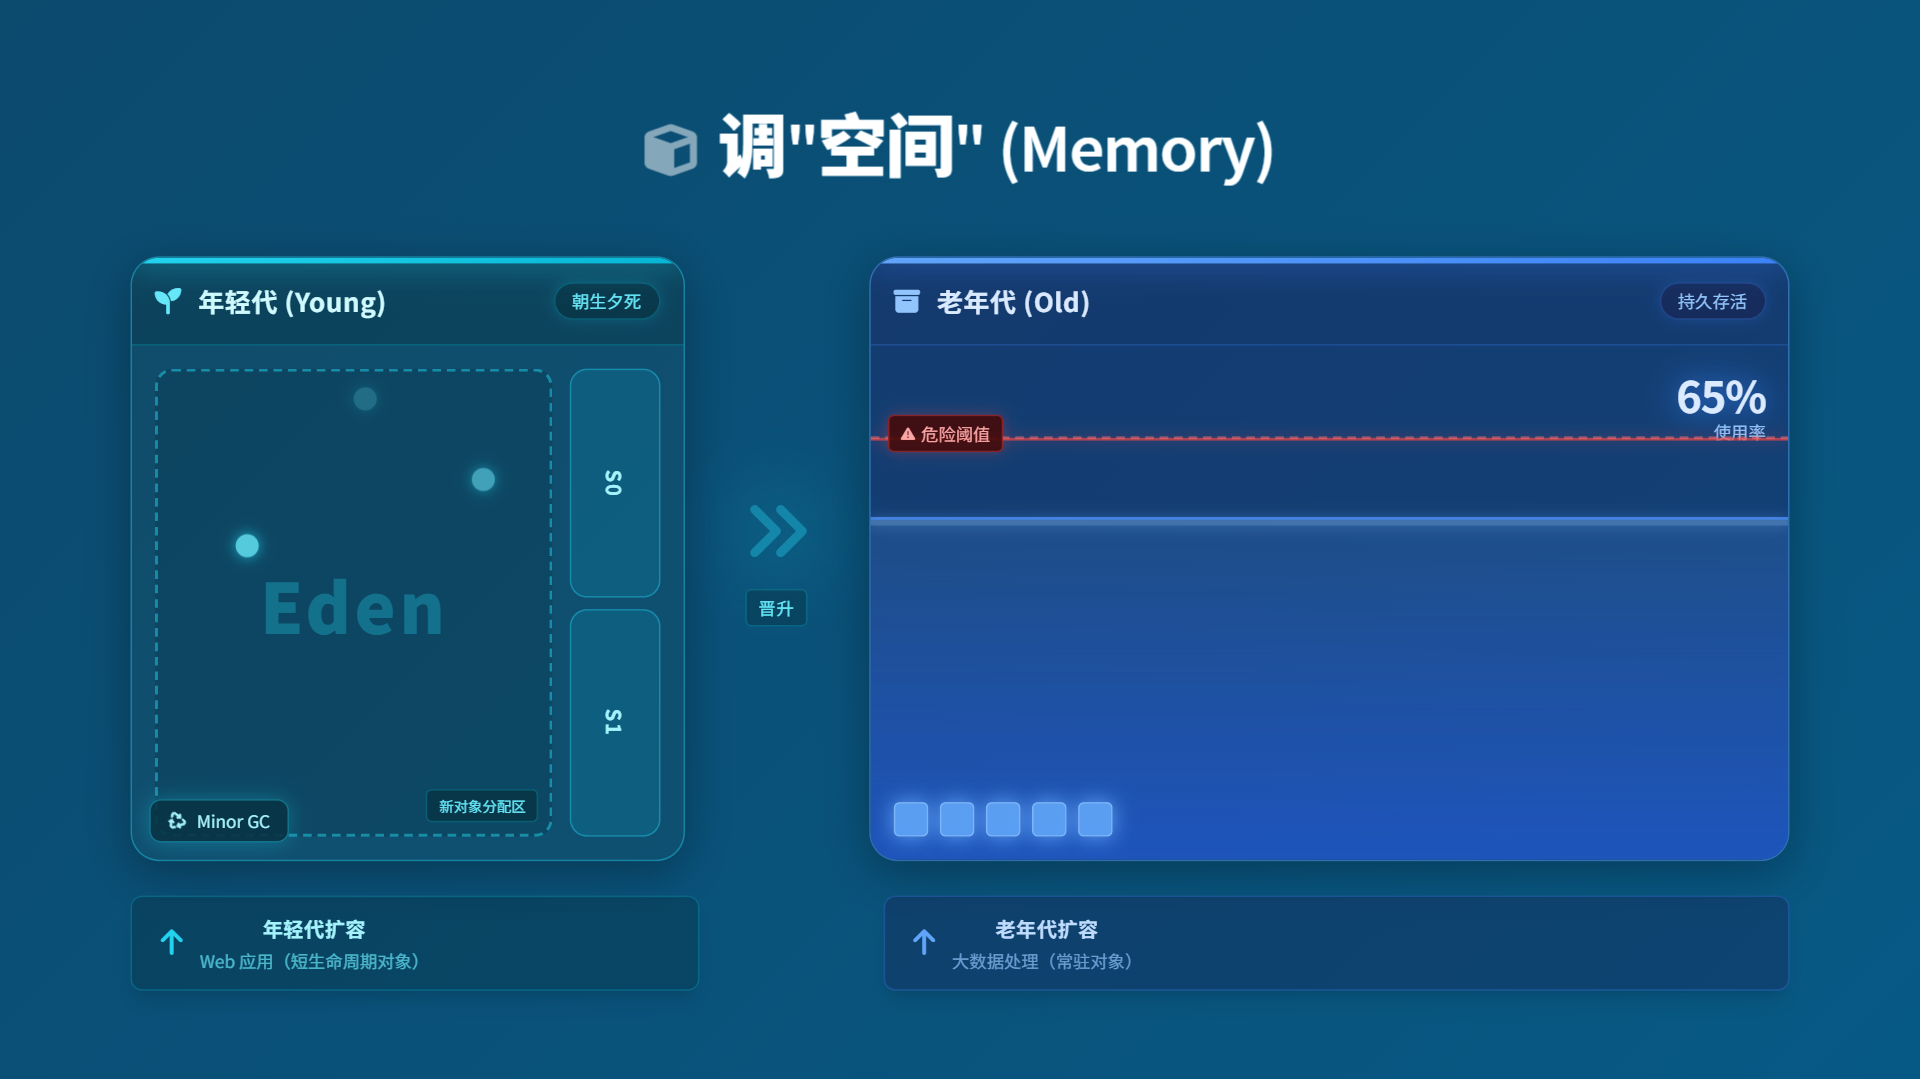 调"空间" (Memory)
年轻代 (Young)
朝生夕死
Eden
S0
S1
Minor GC
新对象分配区
晋升
老年代 (Old)
持久存活
65%
使用率
危险阈值
年轻代扩容
Web 应用（短生命周期对象）
老年代扩容
大数据处理（常驻对象）